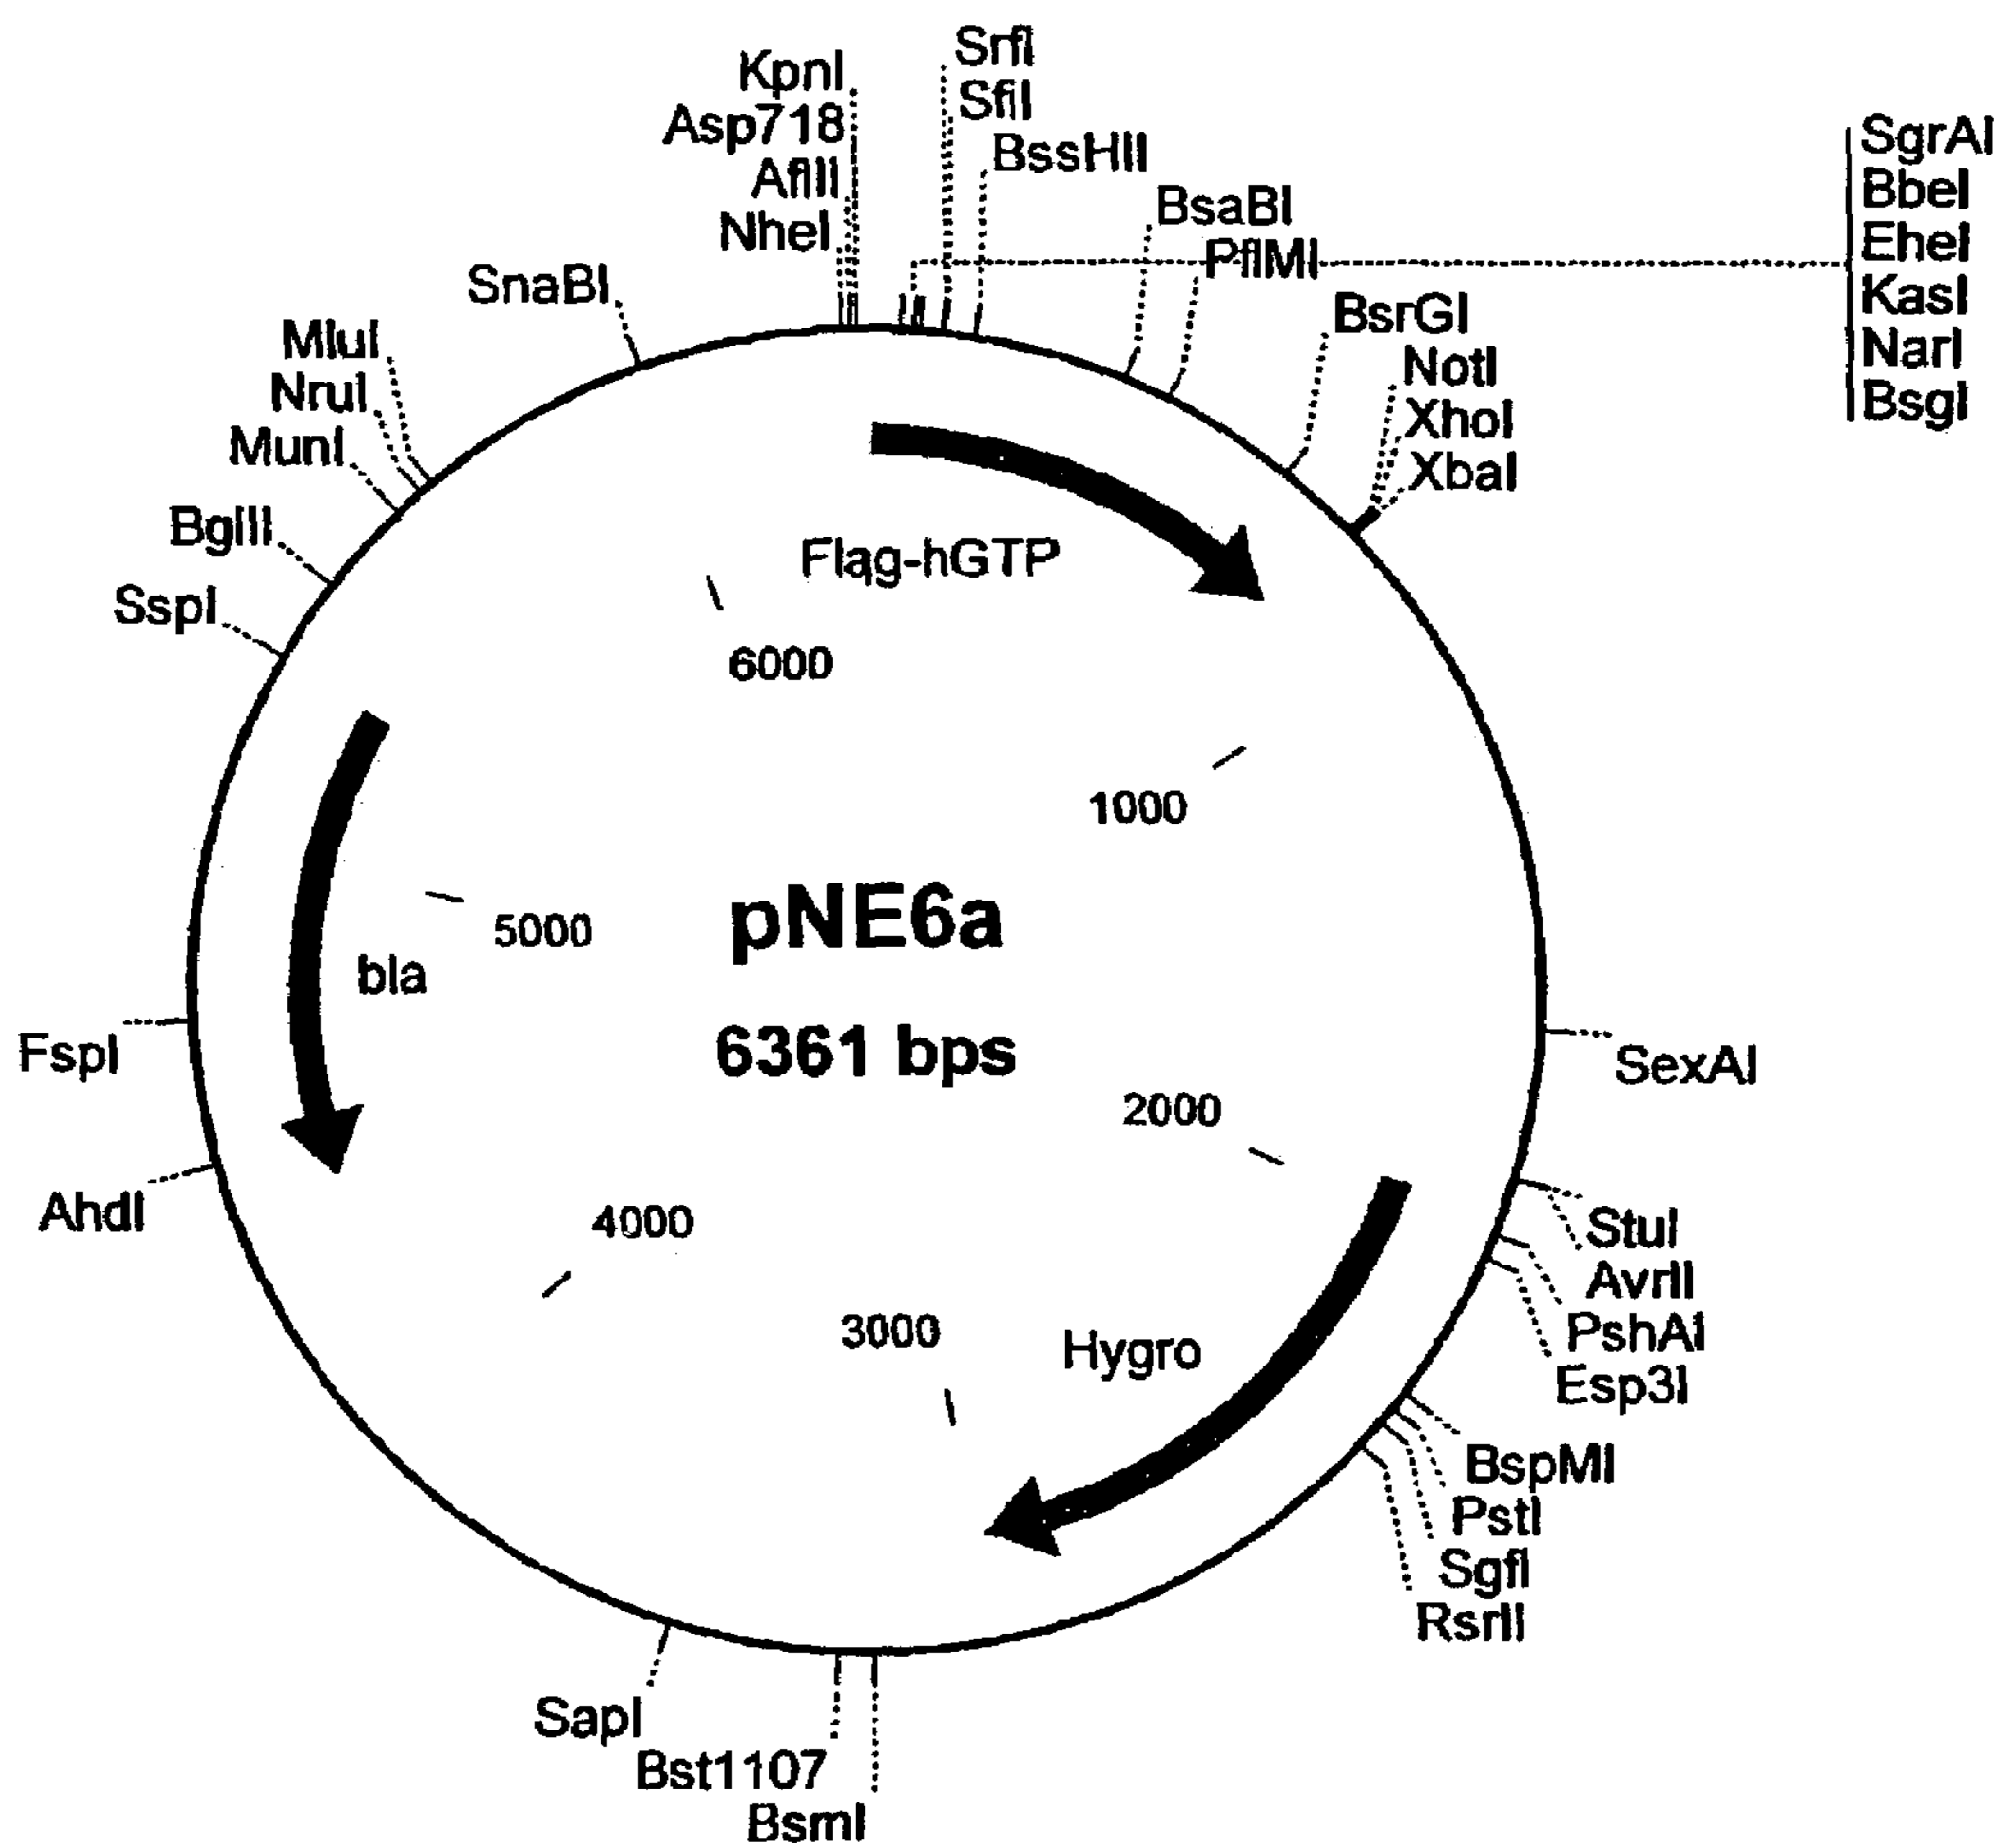 KpnI
Asp718
AflII
NheI
SnaBI
MluI
NruI
MunI
BglII
SspI
FspI
AhdI
SrfI
SfiI
BssHII
BsaBI
PflMI
BsrGI
NotI
XhoI
XbaI
SgrAI
BbeI
EheI
KasI
NarI
BsgI
Flag-hGTP
6000
1000
5000
bla
pNE6a
6361 bps
2000
4000
3000
Hygro
SexAI
StuI
AvrII
PshAI
Esp3I
BspMI
PstI
SgfI
RsrII
SapI
Bst1107
BsmI